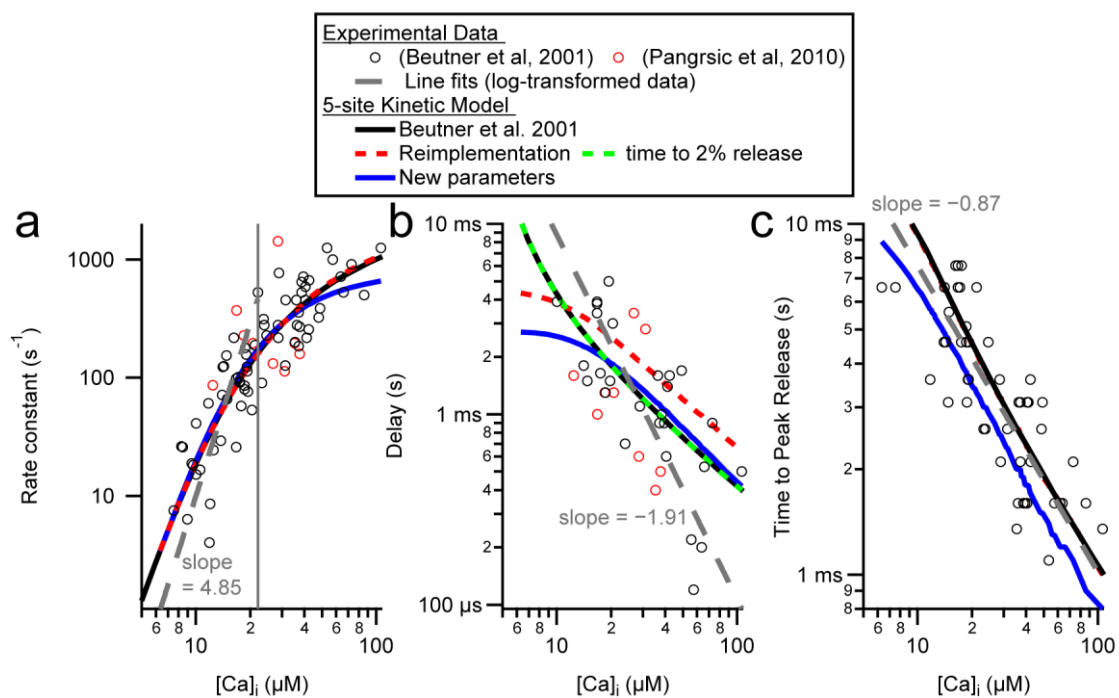 Experimental Data
(Beutner et al, 2001) (Pangrsic et al, 2010)
Line fits (log-transformed data)
5-site Kinetic Model
Beutner et al. 2001
Reimplementation time to 2% release
New parameters
a
Rate constant (s⁻¹)
1000
100
10
slope
= 4.85
6 8 10 2 4 6 8 100
[Ca]i (µM)
b
Delay (s)
10 ms
8
6
4
2
1 ms
8
6
4
2
100 µs
slope = −1.91
6 8 10 2 4 6 8 100
[Ca]i (µM)
c
slope = −0.87
Time to Peak Release (s)
10 ms
9
8
7
6
5
4
3
2
1 ms
9
8
6 8 10 2 4 6 8 100
[Ca]i (µM)